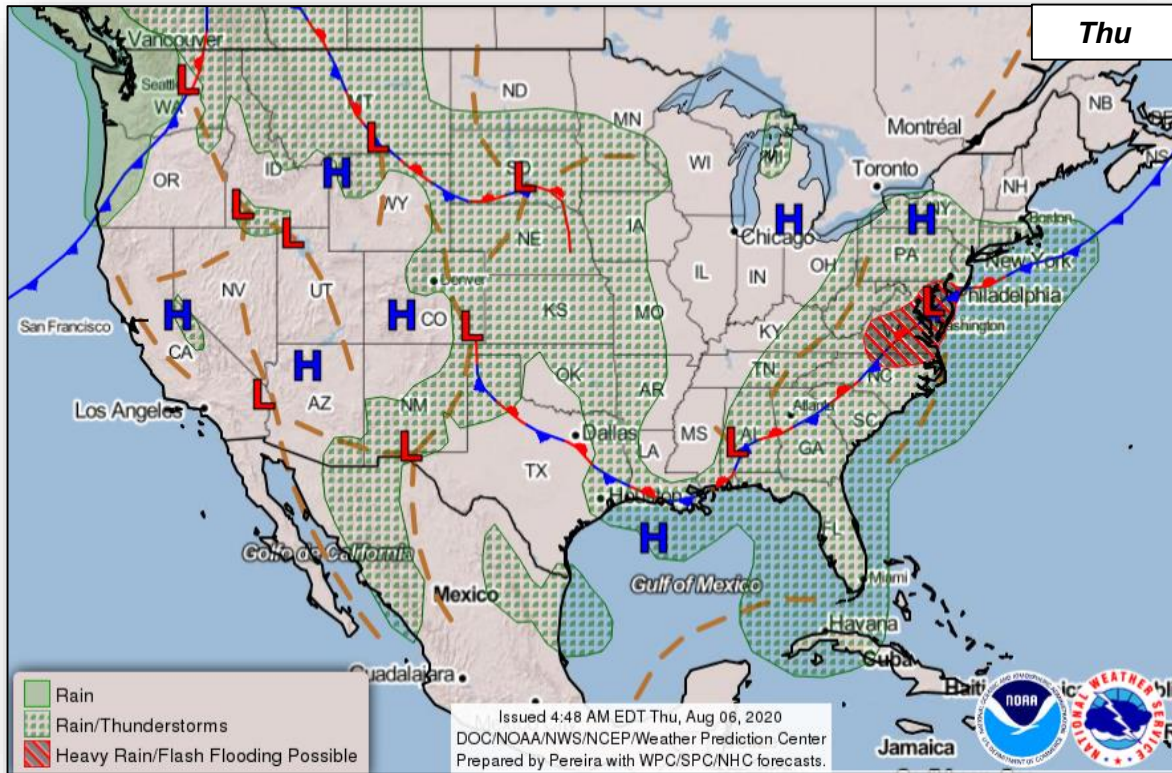 Thu
Vancouver
Seattle
WA
MT
ND
MN
Montréal
NB
NS
OR
ID
WY
SD
WI
MI
Toronto
NH
NY
Boston
NE
IA
Chicago
PA
New York
NV
UT
Denver
CO
KS
MO
IL
IN
OH
Philadelphia
Washington
San Francisco
CA
KY
Los Angeles
AZ
NM
OK
AR
TN
NC
Atlanta
SC
Dallas
MS
AL
GA
TX
LA
Houston
FL
Golfo de California
Mexico
Gulf of Mexico
Miami
Havana
Cuba
Guadalajara
Haiti
Jamaica
H
L
Rain
Rain/Thunderstorms
Heavy Rain/Flash Flooding Possible
Issued 4:48 AM EDT Thu, Aug 06, 2020
DOC/NOAA/NWS/NCEP/Weather Prediction Center
Prepared by Pereira with WPC/SPC/NHC forecasts.
NOAA
NATIONAL WEATHER SERVICE